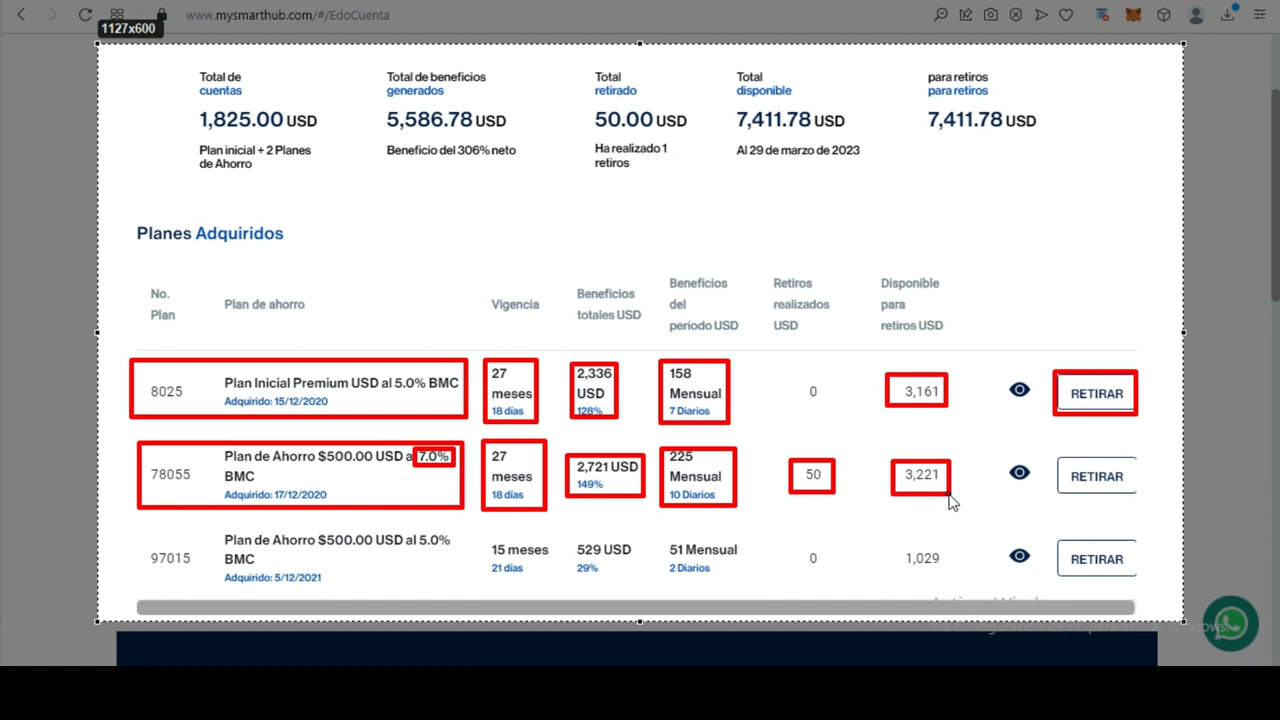 www.mysmarthub.com/#/EdoCuenta
1127x600
Total de
cuentas
1,825.00 USD
Plan inicial + 2 Planes
de Ahorro
Total de beneficios
generados
5,586.78 USD
Beneficio del 306% neto
Total
retirado
50.00 USD
Ha realizado 1
retiros
Total
disponible
7,411.78 USD
Al 29 de marzo de 2023
para retiros
para retiros
7,411.78 USD
Planes Adquiridos
No.
Plan
Plan de ahorro
Vigencia
Beneficios
totales USD
Beneficios
del
periodo USD
Retiros
realizados
USD
Disponible
para
retiros USD
8025
Plan Inicial Premium USD al 5.0% BMC
Adquirido: 15/12/2020
27
meses
18 días
2,336
USD
128%
158
Mensual
7 Diarios
0
3,161
RETIRAR
78055
Plan de Ahorro $500.00 USD a 7.0%
BMC
Adquirido: 17/12/2020
27
meses
18 días
2,721 USD
149%
225
Mensual
10 Diarios
50
3,221
RETIRAR
97015
Plan de Ahorro $500.00 USD al 5.0%
BMC
Adquirido: 5/12/2021
15 meses
21 días
529 USD
29%
51 Mensual
2 Diarios
0
1,029
RETIRAR